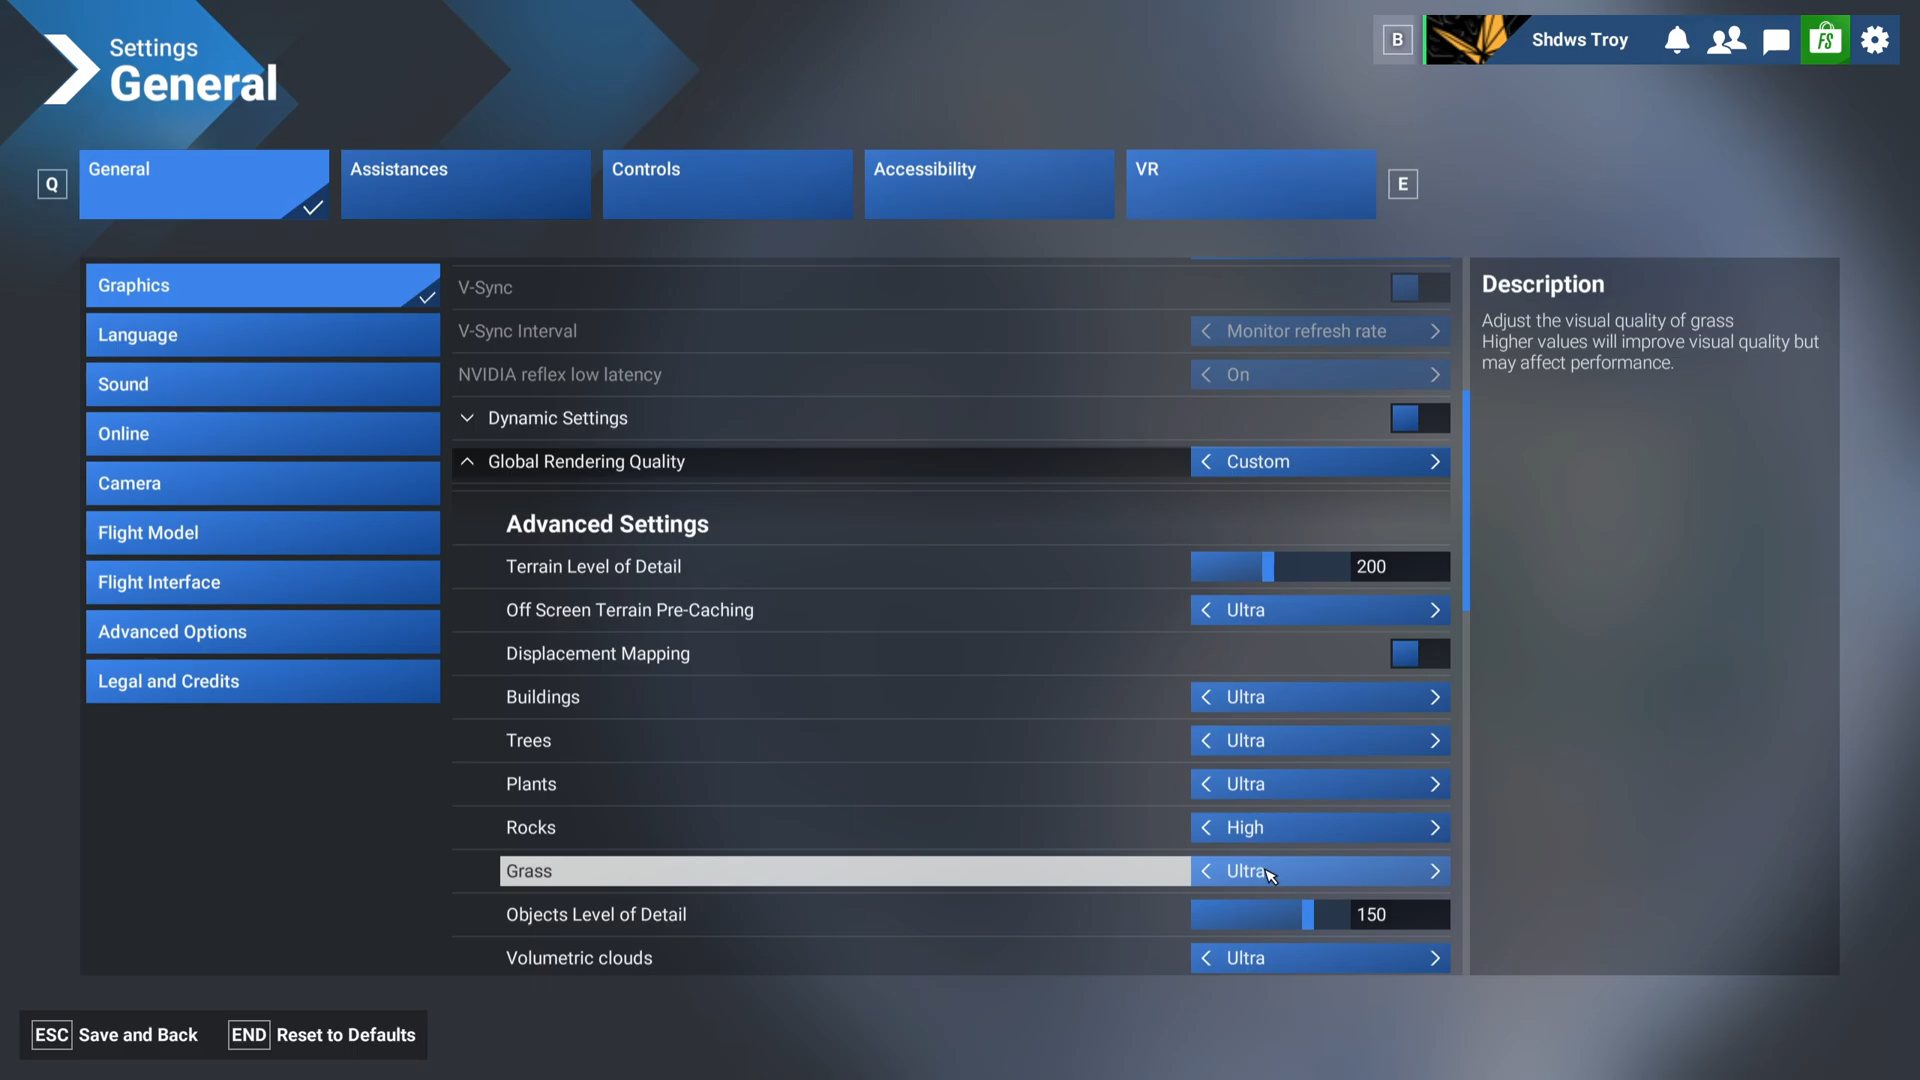 Settings
General
B
Shdws Troy
FS
Q
General
Assistances
Controls
Accessibility
VR
E
Graphics
Language
Sound
Online
Camera
Flight Model
Flight Interface
Advanced Options
Legal and Credits
V-Sync
V-Sync Interval
Monitor refresh rate
NVIDIA reflex low latency
On
Dynamic Settings
Global Rendering Quality
Custom
Advanced Settings
Terrain Level of Detail
200
Off Screen Terrain Pre-Caching
Ultra
Displacement Mapping
Buildings
Ultra
Trees
Ultra
Plants
Ultra
Rocks
High
Grass
Ultra
Objects Level of Detail
150
Volumetric clouds
Ultra
Description
Adjust the visual quality of grass
Higher values will improve visual quality but
may affect performance.
ESC Save and Back
END Reset to Defaults